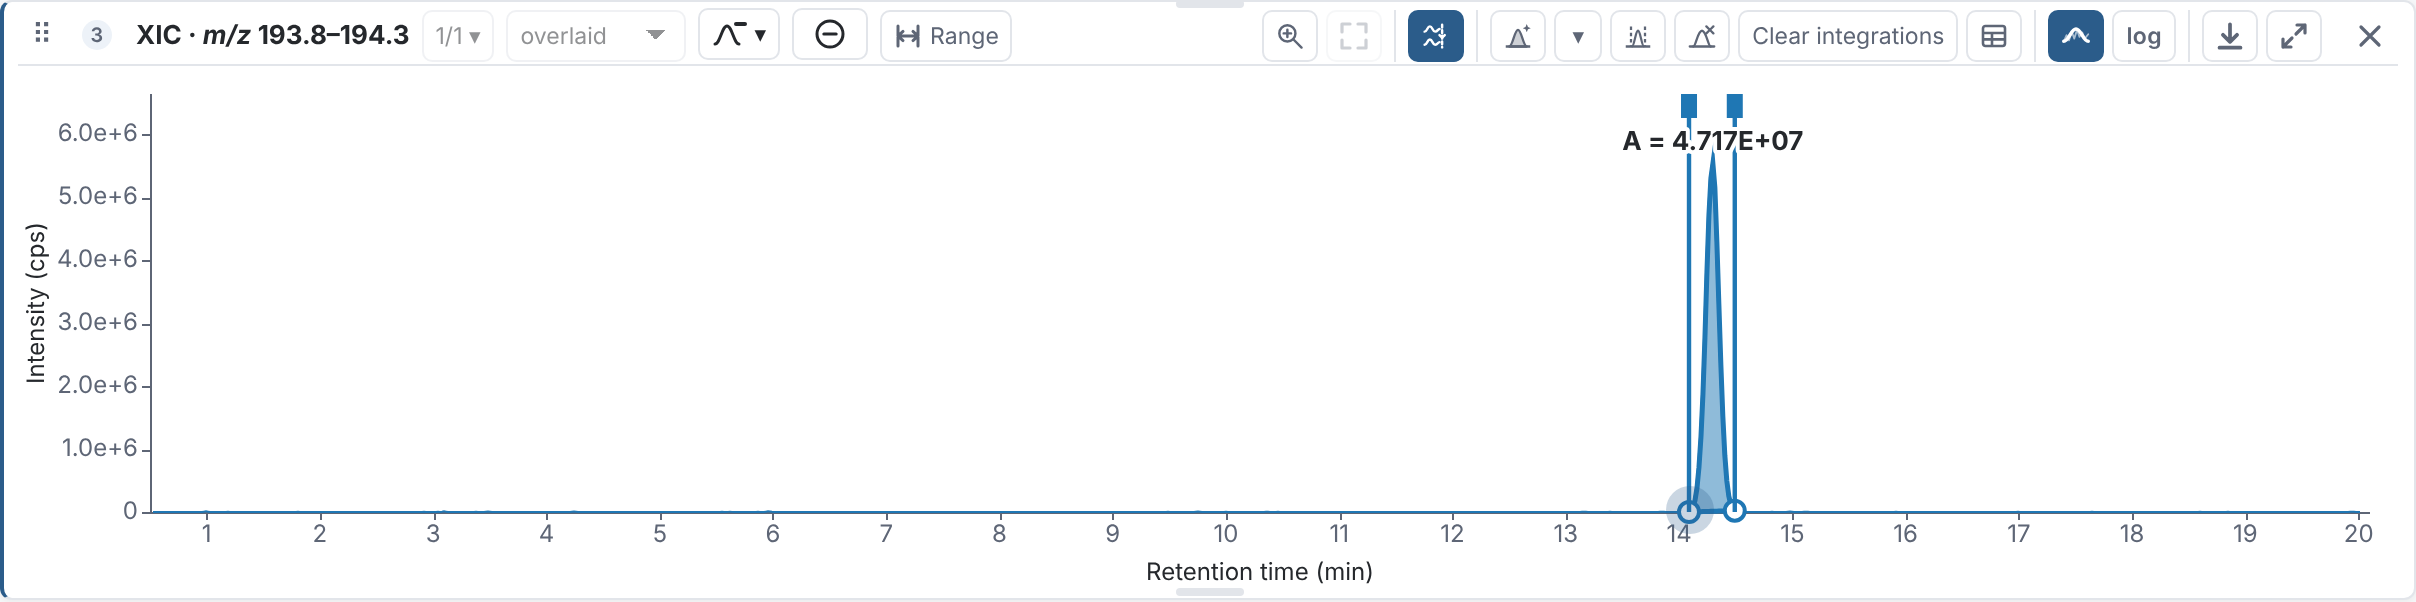 3 XIC · m/z 193.8–194.3 1/1 ▾ overlaid Range Clear integrations log
A = 4.717E+07
6.0e+6
5.0e+6
4.0e+6
3.0e+6
2.0e+6
1.0e+6
0
Intensity (cps)
1 2 3 4 5 6 7 8 9 10 11 12 13 14 15 16 17 18 19 20
Retention time (min)